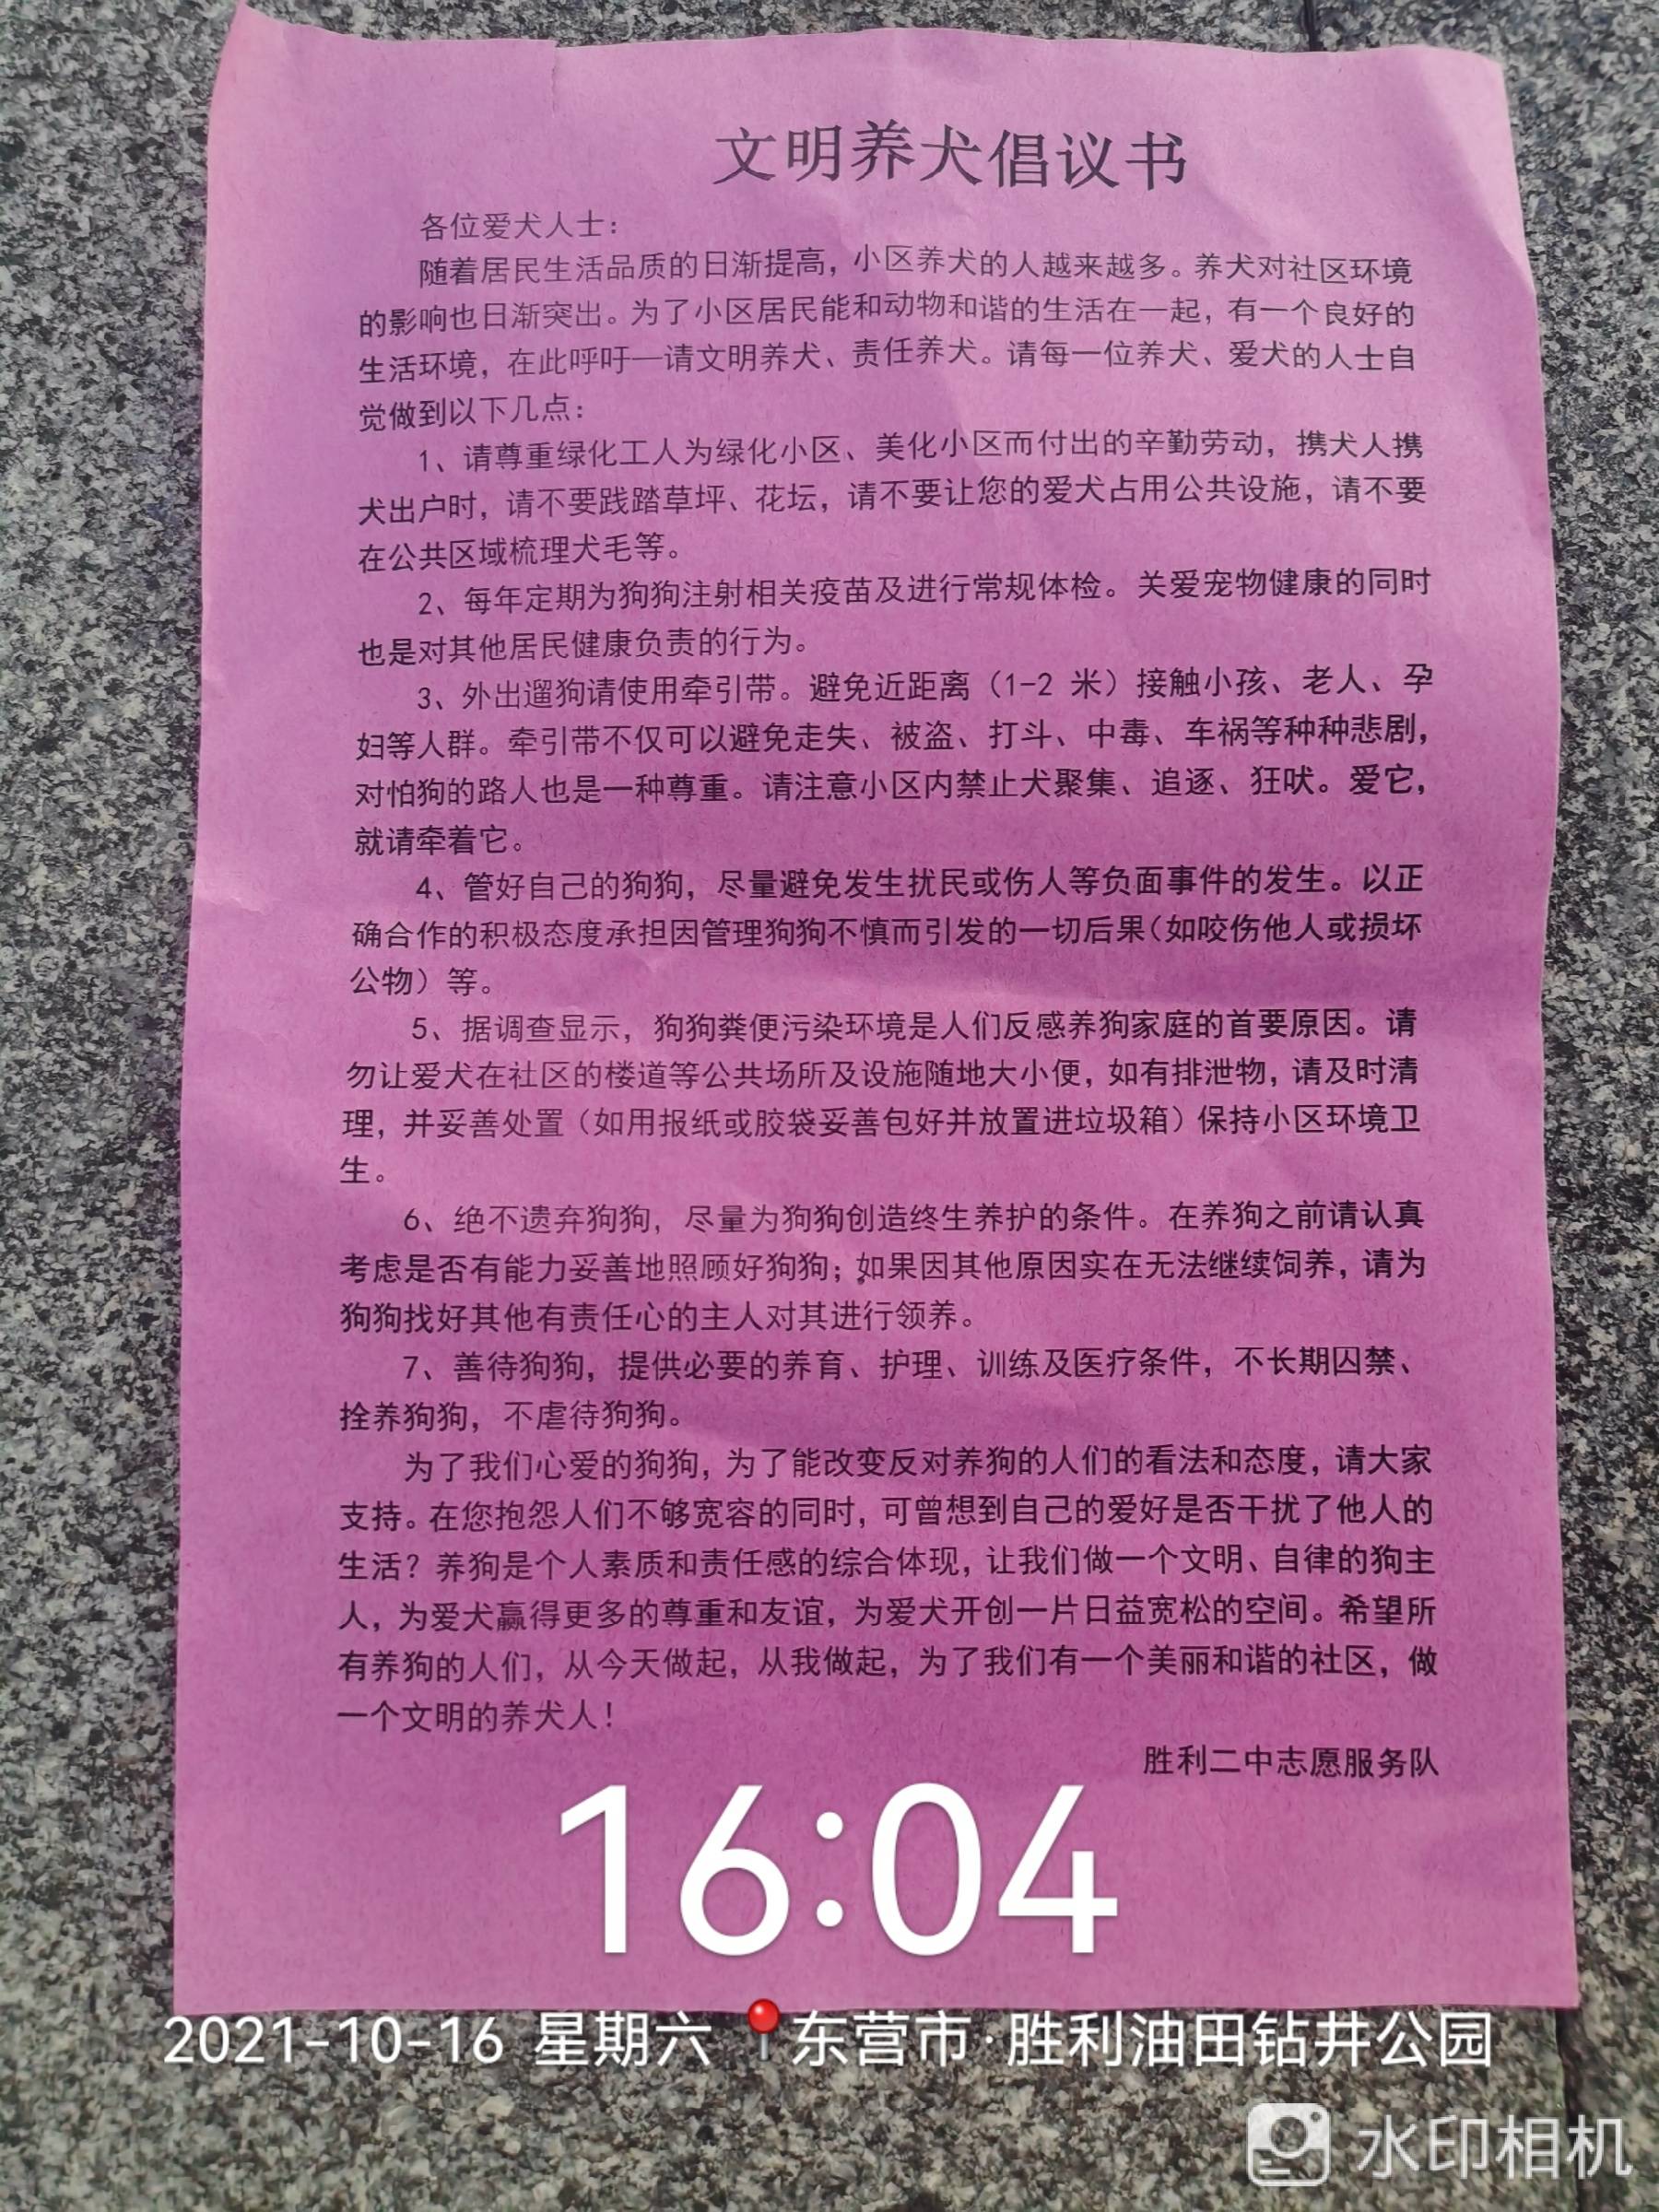 文明养犬倡议书
各位爱犬人士：
随着居民生活品质的日渐提高，小区养犬的人越来越多。养犬对社区环境
的影响也日渐突出。为了小区居民能和动物和谐的生活在一起，有一个良好的
生活环境，在此呼吁—请文明养犬、责任养犬。请每一位养犬、爱犬的人士自
觉做到以下几点：
1、请尊重绿化工人为绿化小区、美化小区而付出的辛勤劳动，携犬人携
犬出户时，请不要践踏草坪、花坛，请不要让您的爱犬占用公共设施，请不要
在公共区域梳理犬毛等。
2、每年定期为狗狗注射相关疫苗及进行常规体检。关爱宠物健康的同时
也是对其他居民健康负责的行为。
3、外出遛狗请使用牵引带。避免近距离（1-2 米）接触小孩、老人、孕
妇等人群。牵引带不仅可以避免走失、被盗、打斗、中毒、车祸等种种悲剧，
对怕狗的路人也是一种尊重。请注意小区内禁止犬聚集、追逐、狂吠。爱它，
就请牵着它。
4、管好自己的狗狗，尽量避免发生扰民或伤人等负面事件的发生。以正
确合作的积极态度承担因管理狗狗不慎而引发的一切后果（如咬伤他人或损坏
公物）等。
5、据调查显示，狗狗粪便污染环境是人们反感养狗家庭的首要原因。请
勿让爱犬在社区的楼道等公共场所及设施随地大小便，如有排泄物，请及时清
理，并妥善处置（如用报纸或胶袋妥善包好并放置进垃圾箱）保持小区环境卫
生。
6、绝不遗弃狗狗，尽量为狗狗创造终生养护的条件。在养狗之前请认真
考虑是否有能力妥善地照顾好狗狗；如果因其他原因实在无法继续饲养，请为
狗狗找好其他有责任心的主人对其进行领养。
7、善待狗狗，提供必要的养育、护理、训练及医疗条件，不长期囚禁、
拴养狗狗，不虐待狗狗。
为了我们心爱的狗狗，为了能改变反对养狗的人们的看法和态度，请大家
支持。在您抱怨人们不够宽容的同时，可曾想到自己的爱好是否干扰了他人的
生活？养狗是个人素质和责任感的综合体现，让我们做一个文明、自律的狗主
人，为爱犬赢得更多的尊重和友谊，为爱犬开创一片日益宽松的空间。希望所
有养狗的人们，从今天做起，从我做起，为了我们有一个美丽和谐的社区，做
一个文明的养犬人！
胜利二中志愿服务队
16:04
2021-10-16 星期六 东营市·胜利油田钻井公园
水印相机